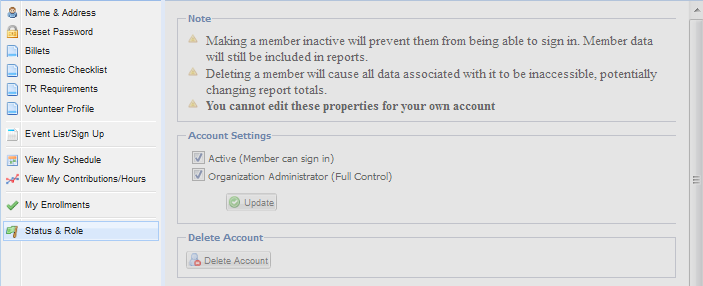 Name & Address
Reset Password
Billets
Domestic Checklist
TR Requirements
Volunteer Profile
Event List/Sign Up
View My Schedule
View My Contributions/Hours
My Enrollments
Status & Role
Note
Making a member inactive will prevent them from being able to sign in. Member data
will still be included in reports.
Deleting a member will cause all data associated with it to be inaccessible, potentially
changing report totals.
You cannot edit these properties for your own account
Account Settings
Active (Member can sign in)
Organization Administrator (Full Control)
Update
Delete Account
Delete Account